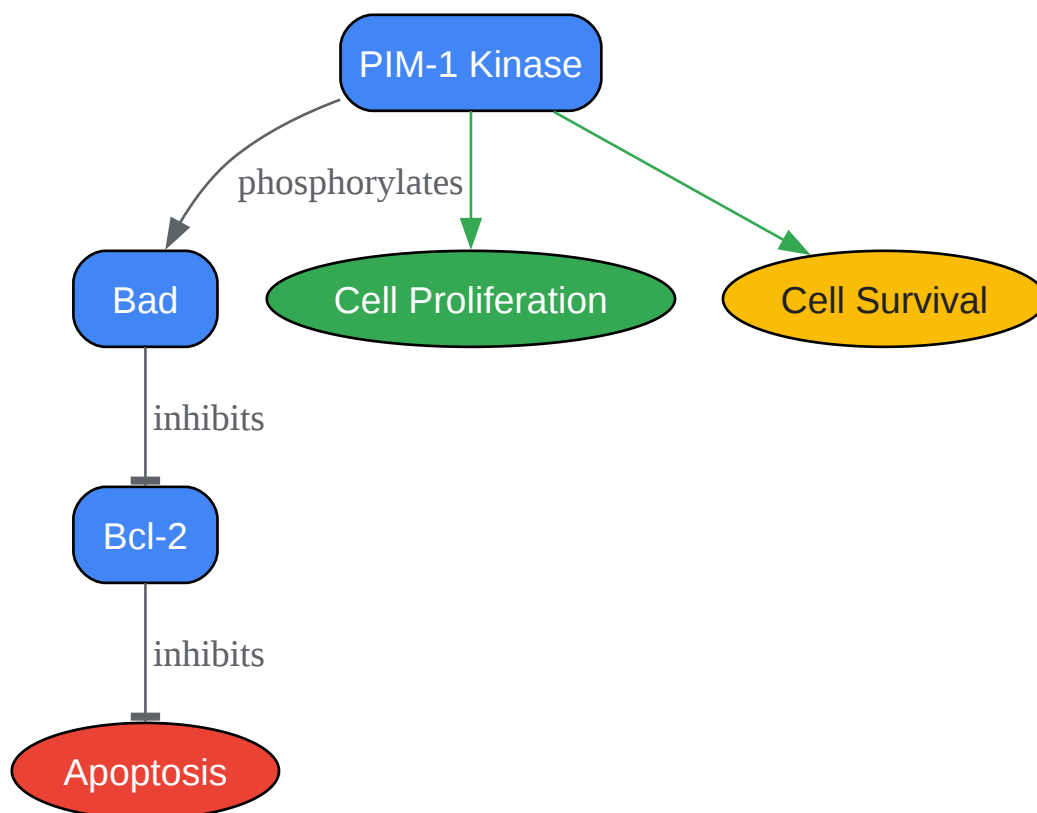 PIM-1 Kinase
phosphorylates
Bad
Cell Proliferation
Cell Survival
inhibits
Bcl-2
inhibits
Apoptosis